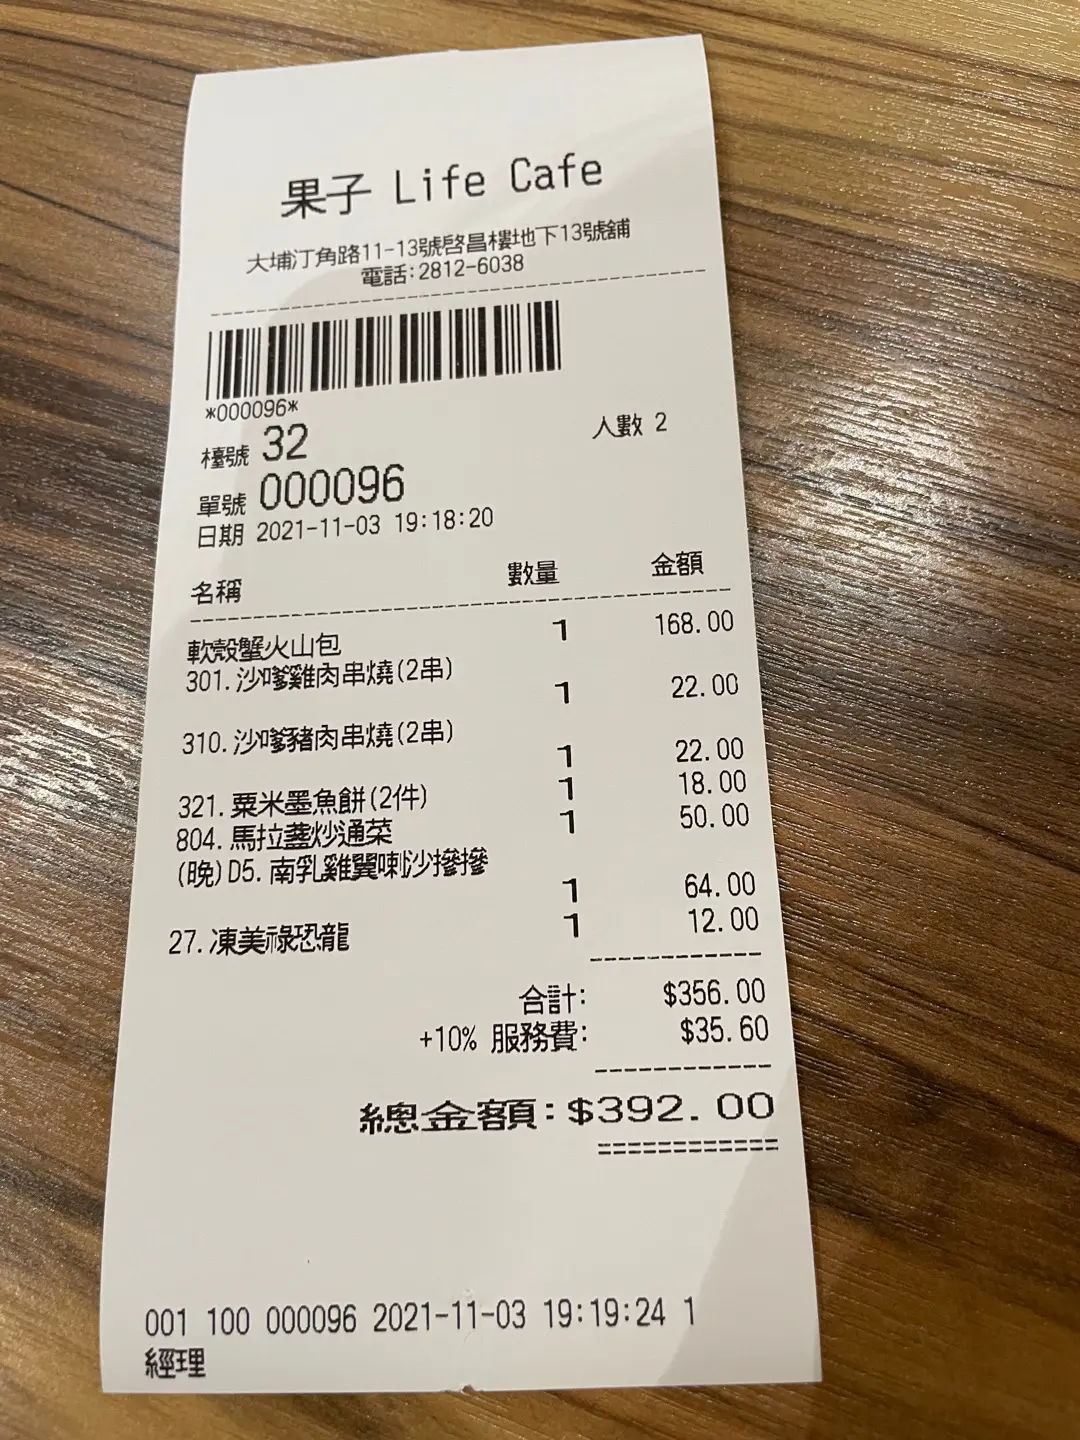 果子 Life Cafe
大埔汀角路11-13號啓昌樓地下13號舖
電話:2812-6038
*000096*
檯號 32 人數 2
單號 000096
日期 2021-11-03 19:18:20
名稱 數量 金額
軟殼蟹火山包 1 168.00
301. 沙嗲雞肉串燒(2串) 1 22.00
310. 沙嗲豬肉串燒(2串) 1 22.00
321. 粟米墨魚餅(2件) 1 18.00
804. 馬拉盞炒通菜 1 50.00
(晚) D5. 南乳雞翼喇沙摻摻 1 64.00
27. 凍美祿恐龍 1 12.00
合計: $356.00
+10% 服務費: $35.60
總金額: $392.00
001 100 000096 2021-11-03 19:19:24 1
經理